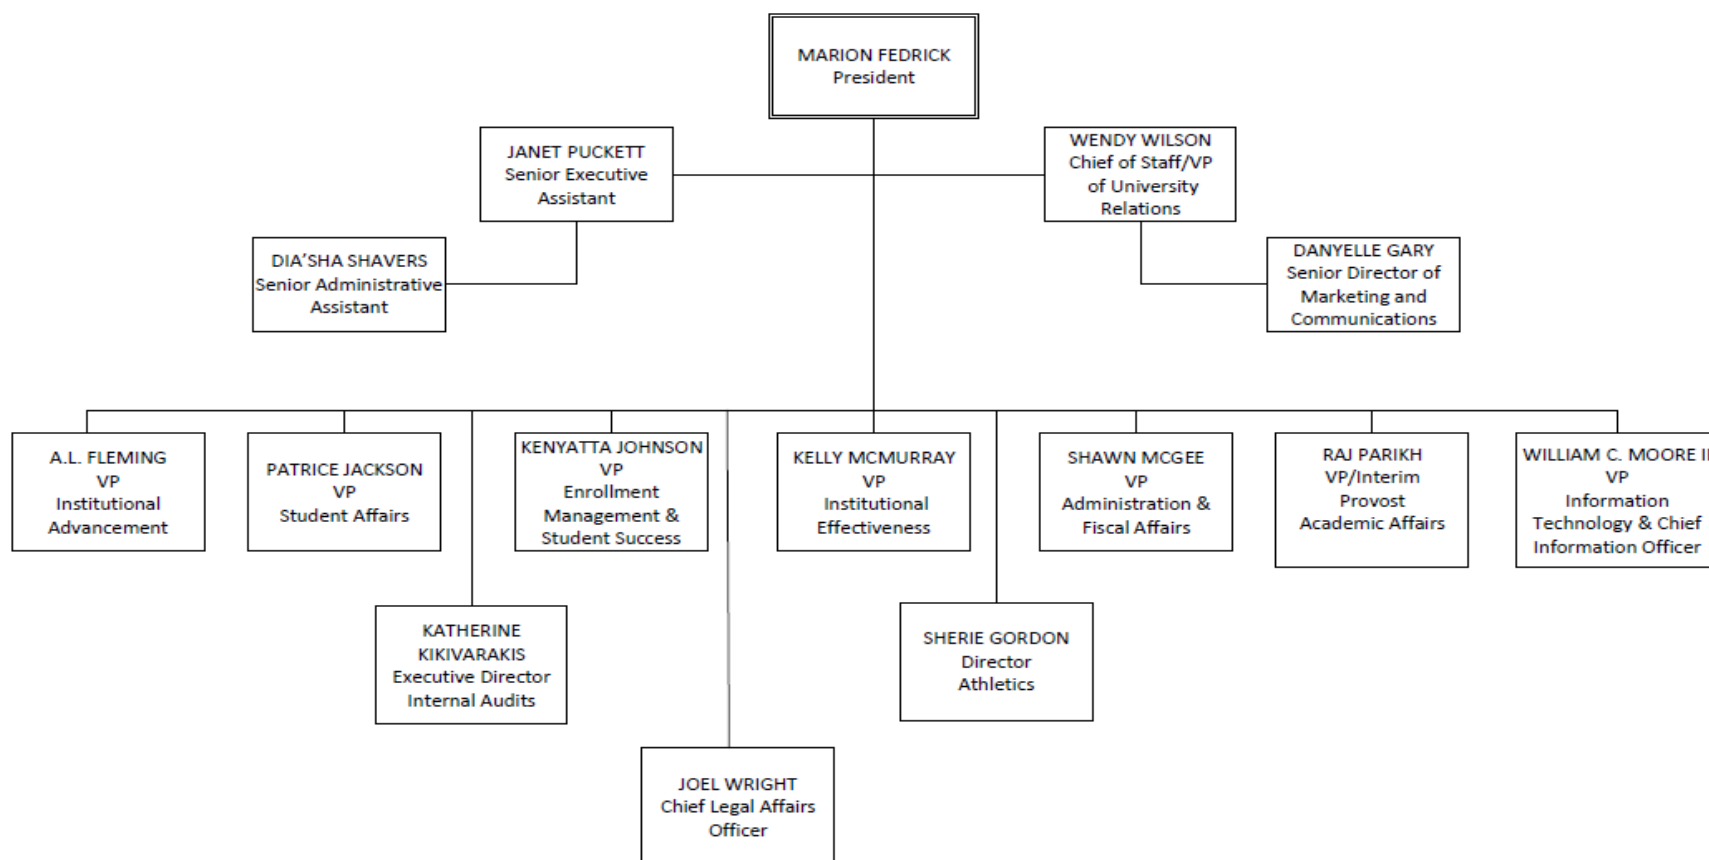 MARION FEDRICK
President
JANET PUCKETT
Senior Executive
Assistant
WENDY WILSON
Chief of Staff/VP
of University
Relations
DIA’SHA SHAVERS
Senior Administrative
Assistant
DANYELLE GARY
Senior Director of
Marketing and
Communications
A.L. FLEMING
VP
Institutional
Advancement
PATRICE JACKSON
VP
Student Affairs
KENYATTA JOHNSON
VP
Enrollment
Management &
Student Success
KELLY MCMURRAY
VP
Institutional
Effectiveness
SHAWN MCGEE
VP
Administration &
Fiscal Affairs
RAJ PARIKH
VP/Interim
Provost
Academic Affairs
WILLIAM C. MOORE II
VP
Information
Technology & Chief
Information Officer
KATHERINE
KIKIVARAKIS
Executive Director
Internal Audits
SHERIE GORDON
Director
Athletics
JOEL WRIGHT
Chief Legal Affairs
Officer